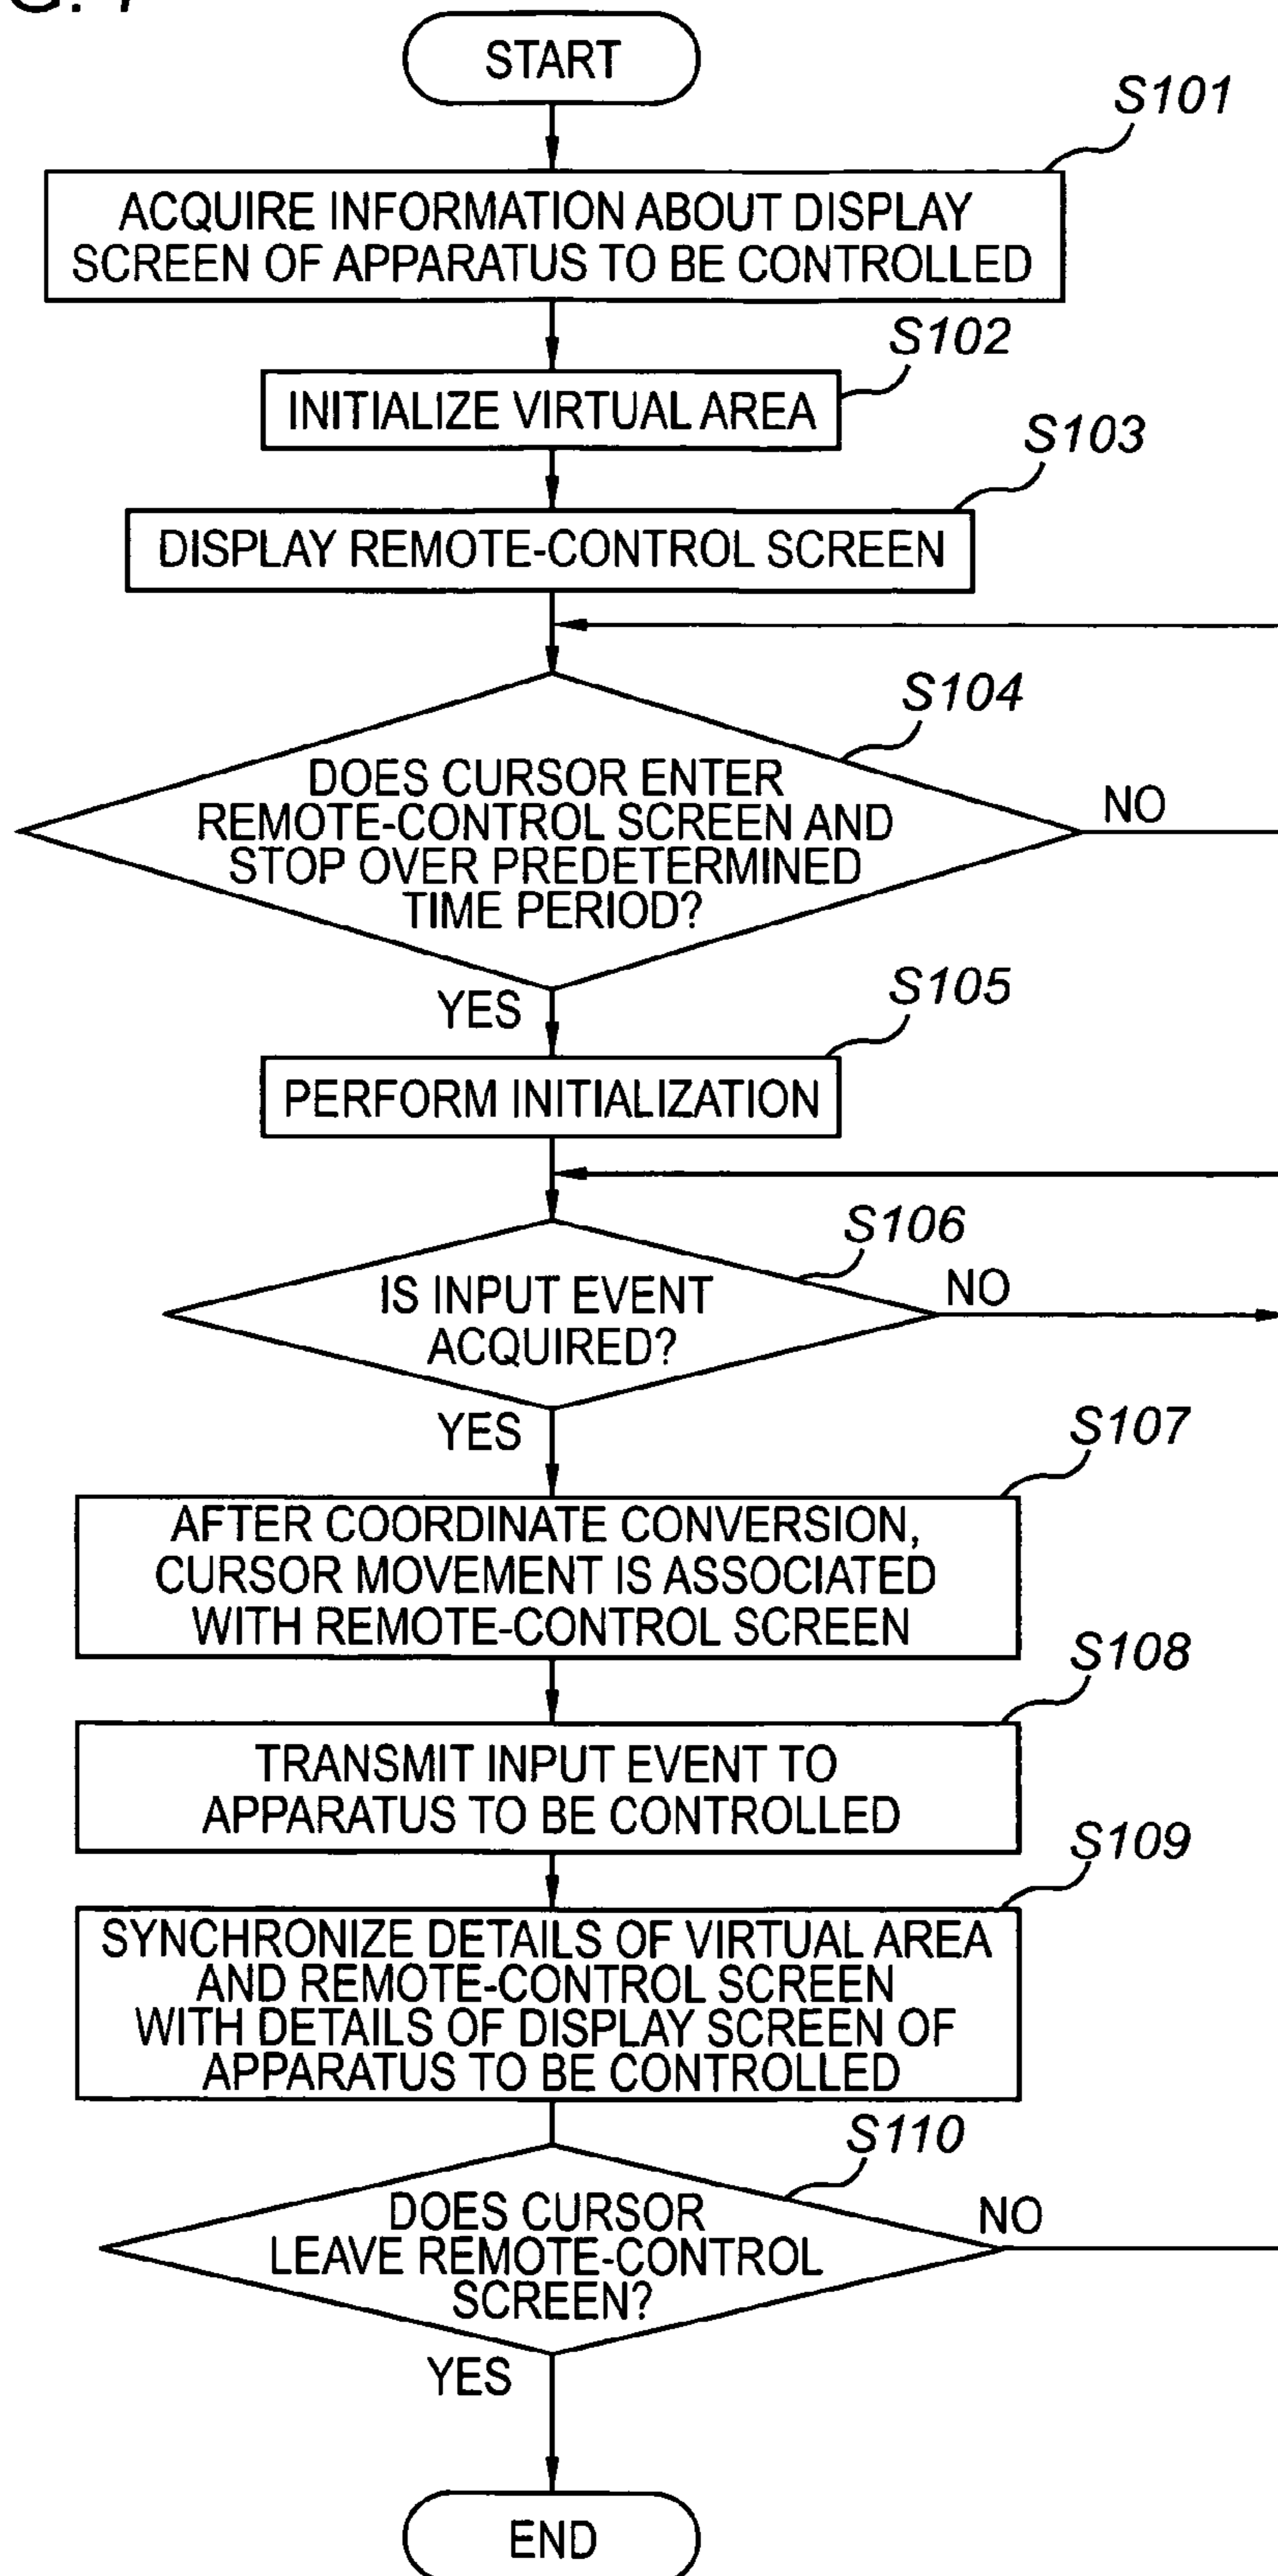 START
S101
ACQUIRE INFORMATION ABOUT DISPLAY
SCREEN OF APPARATUS TO BE CONTROLLED
S102
INITIALIZE VIRTUAL AREA
S103
DISPLAY REMOTE-CONTROL SCREEN
S104
DOES CURSOR ENTER
REMOTE-CONTROL SCREEN AND
STOP OVER PREDETERMINED
TIME PERIOD?
NO
YES
S105
PERFORM INITIALIZATION
S106
IS INPUT EVENT
ACQUIRED?
NO
YES
S107
AFTER COORDINATE CONVERSION,
CURSOR MOVEMENT IS ASSOCIATED
WITH REMOTE-CONTROL SCREEN
S108
TRANSMIT INPUT EVENT TO
APPARATUS TO BE CONTROLLED
S109
SYNCHRONIZE DETAILS OF VIRTUAL AREA
AND REMOTE-CONTROL SCREEN
WITH DETAILS OF DISPLAY SCREEN OF
APPARATUS TO BE CONTROLLED
S110
DOES CURSOR
LEAVE REMOTE-CONTROL
SCREEN?
NO
YES
END